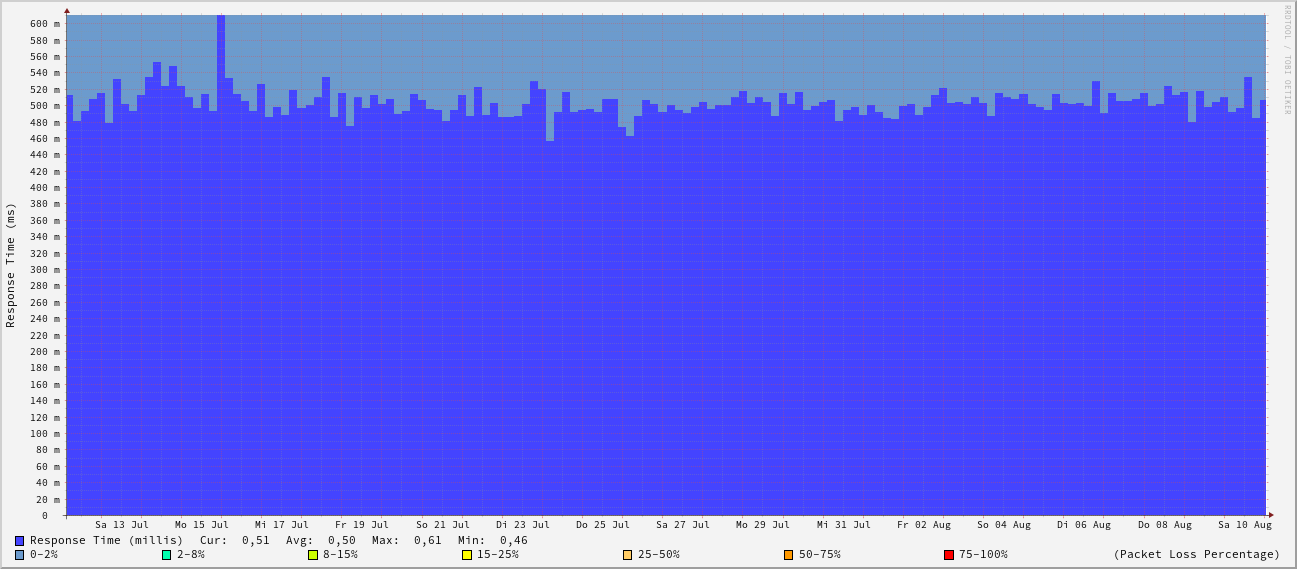 RRDTOOL / TOBI OETIKER
Response Time (ms)
600 m
580 m
560 m
540 m
520 m
500 m
480 m
460 m
440 m
420 m
400 m
380 m
360 m
340 m
320 m
300 m
280 m
260 m
240 m
220 m
200 m
180 m
160 m
140 m
120 m
100 m
80 m
60 m
40 m
20 m
0
Sa 13 Jul Mo 15 Jul Mi 17 Jul Fr 19 Jul So 21 Jul Di 23 Jul Do 25 Jul Sa 27 Jul Mo 29 Jul Mi 31 Jul Fr 02 Aug So 04 Aug Di 06 Aug Do 08 Aug Sa 10 Aug
Response Time (millis) Cur: 0,51 Avg: 0,50 Max: 0,61 Min: 0,46
0-2% 2-8% 8-15% 15-25% 25-50% 50-75% 75-100% (Packet Loss Percentage)